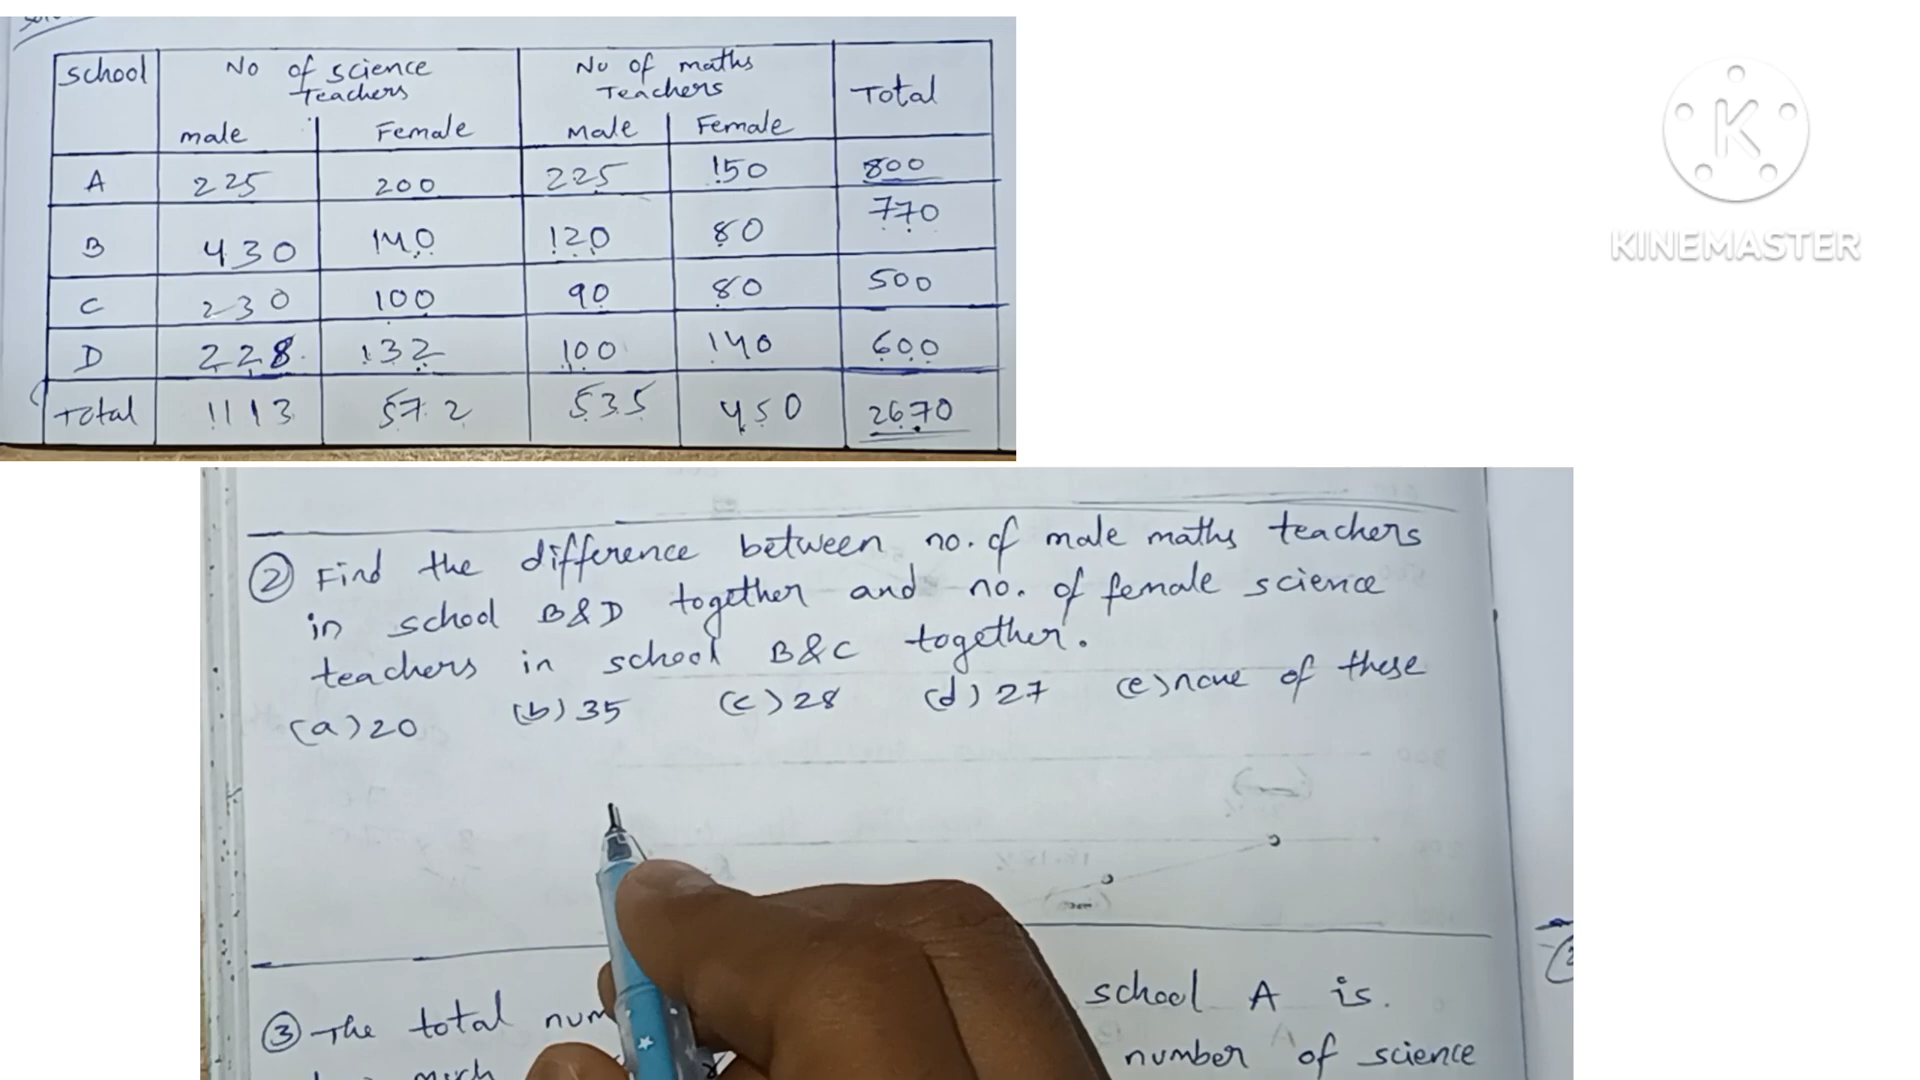 School No of science Teachers No of maths Teachers Total
male Female Male Female
A 225 200 225 150 800
B 430 140 120 80 770
C 230 100 90 80 500
D 228 132 100 140 600
Total 1113 572 535 450 2670
KINEMASTER
② Find the difference between no. of male maths teachers
in school B&D together and no. of female science
teachers in school B&C together.
(a) 20 (b) 35 (c) 28 (d) 27 (e) none of these
③ The total school A is.
much number of science